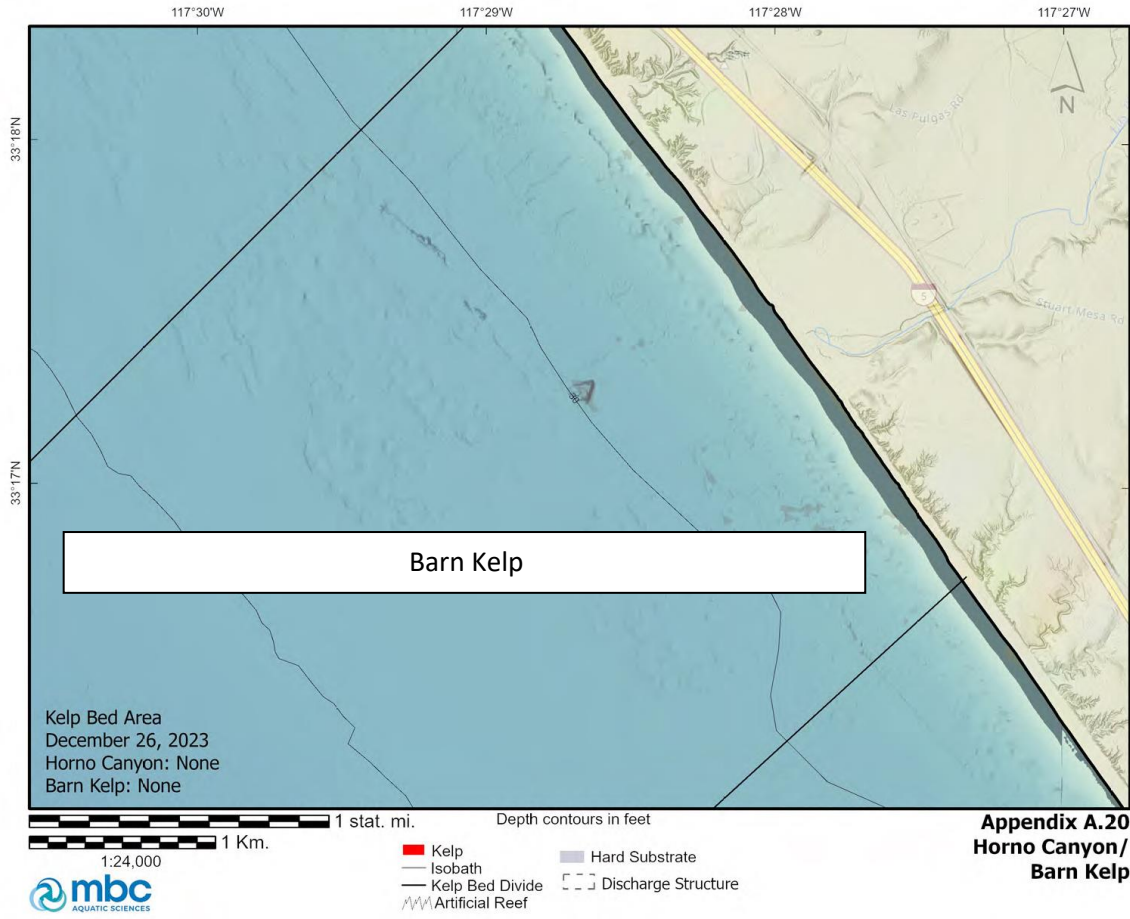 117°30'W
117°29'W
117°28'W
117°27'W
33°18'N
33°17'N
Las Pulgas Rd
N
5
Stuart Mesa Rd
Barn Kelp
Kelp Bed Area
December 26, 2023
Horno Canyon: None
Barn Kelp: None
1 stat. mi.
1 Km.
1:24,000
Depth contours in feet
Kelp
Isobath
Kelp Bed Divide
Artificial Reef
Hard Substrate
Discharge Structure
Appendix A.20
Horno Canyon/
Barn Kelp
mbc
AQUATIC SCIENCES